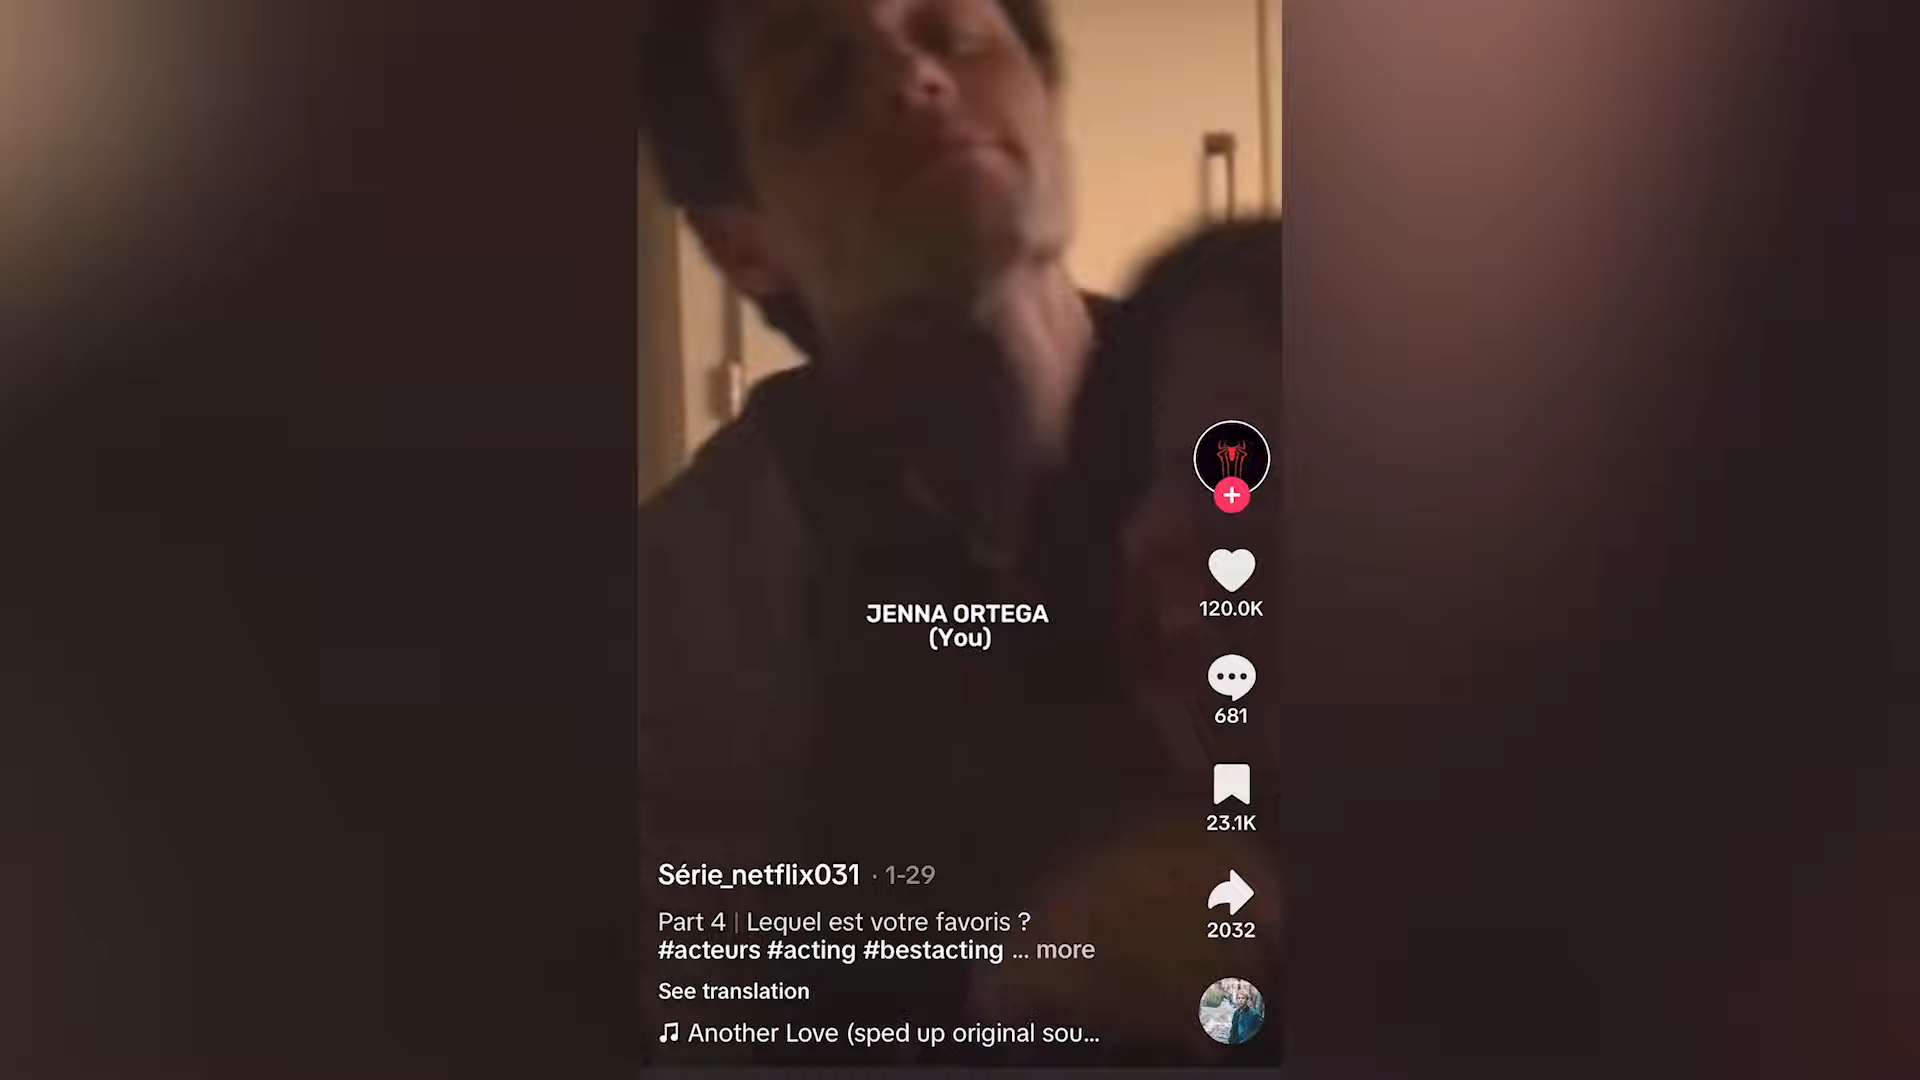 JENNA ORTEGA
(You)
120.0K
681
23.1K
2032
Série_netflix031 · 1-29
Part 4 | Lequel est votre favoris ?
#acteurs #acting #bestacting ... more
See translation
Another Love (sped up original sou...